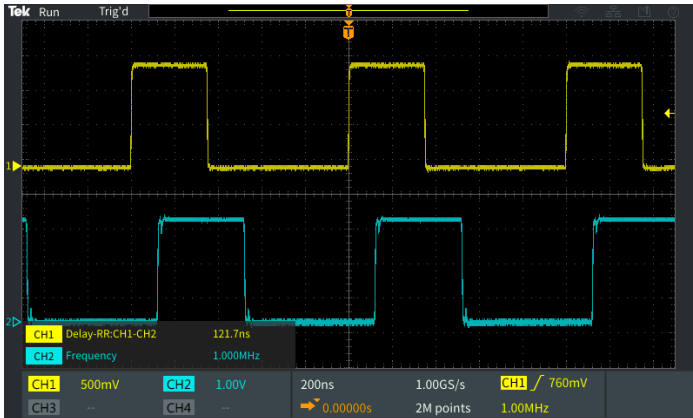 Tek Run Trig'd
T
1
2
CH1 Delay-RR:CH1-CH2 121.7ns
CH2 Frequency 1.000MHz
CH1 500mV CH2 1.00V 200ns 1.00GS/s CH1 760mV
CH3 -- CH4 -- 0.00000s 2M points 1.00MHz